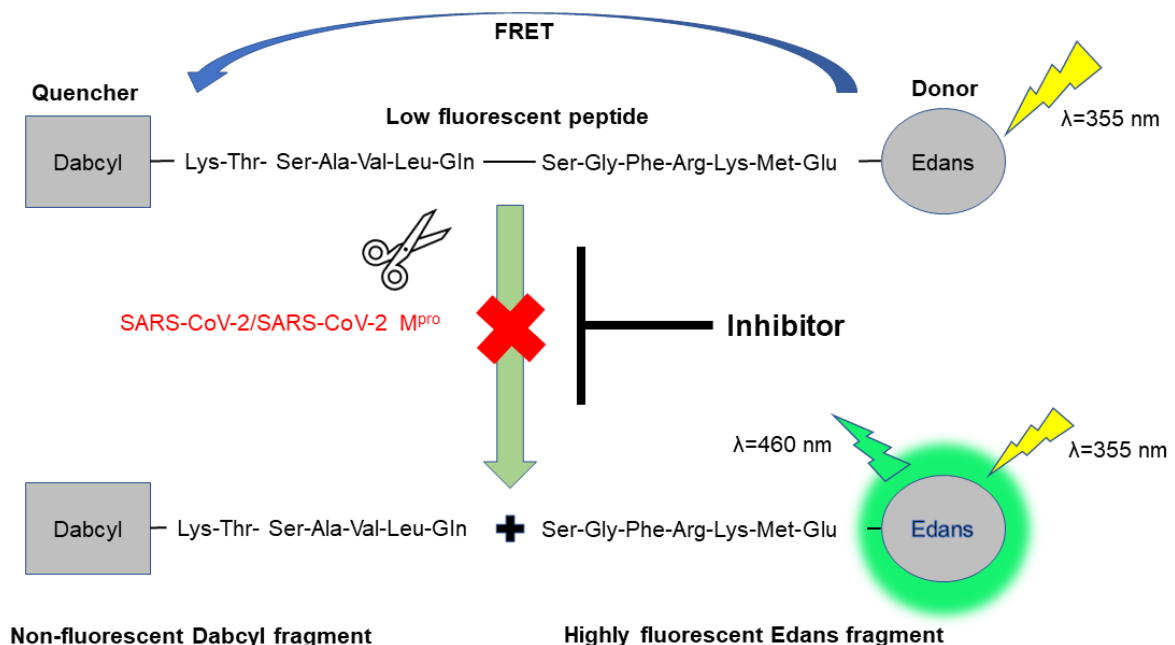 FRET
Quencher
Donor
Low fluorescent peptide
λ=355 nm
Dabcyl
Lys-Thr- Ser-Ala-Val-Leu-Gln
Ser-Gly-Phe-Arg-Lys-Met-Glu
Edans
SARS-CoV-2/SARS-CoV-2 Mpro
Inhibitor
λ=460 nm
λ=355 nm
Dabcyl
Lys-Thr- Ser-Ala-Val-Leu-Gln
Ser-Gly-Phe-Arg-Lys-Met-Glu
Edans
Non-fluorescent Dabcyl fragment
Highly fluorescent Edans fragment